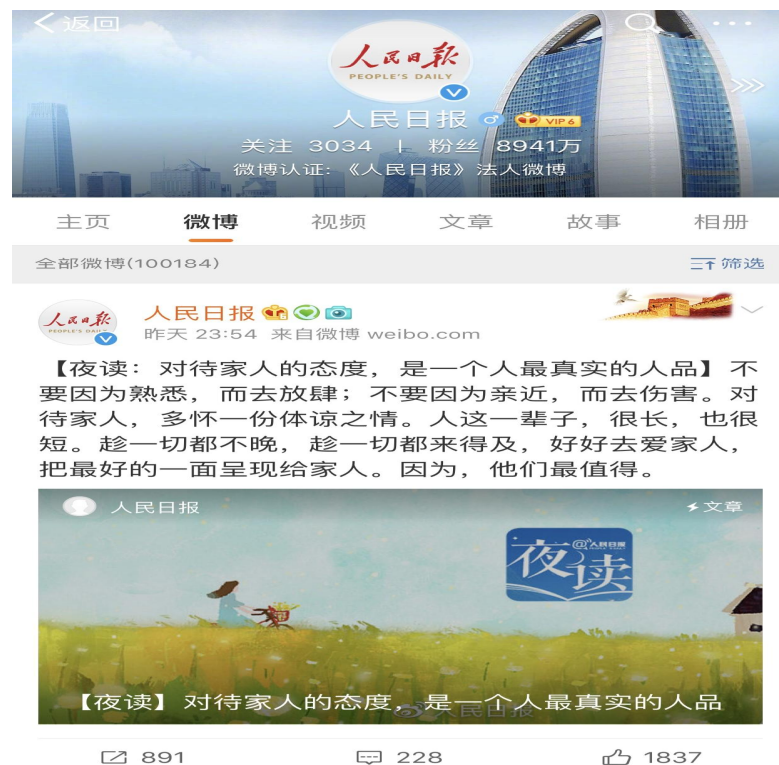 返回
人民日报
PEOPLE'S DAILY
人民日报 VIP 6
关注 3034 | 粉丝 8941万
微博认证：《人民日报》法人微博
主页 微博 视频 文章 故事 相册
全部微博(100184) 筛选
人民日报
PEOPLE'S DAILY
人民日报
昨天 23:54 来自微博 weibo.com
【夜读：对待家人的态度，是一个人最真实的人品】不
要因为熟悉，而去放肆；不要因为亲近，而去伤害。对
待家人，多怀一份体谅之情。人这一辈子，很长，也很
短。趁一切都不晚，趁一切都来得及，好好去爱家人，
把最好的一面呈现给家人。因为，他们最值得。
人民日报 文章
@人民日报
夜读
【夜读】对待家人的态度，是一个人最真实的人品
人民日报
891 228 1837